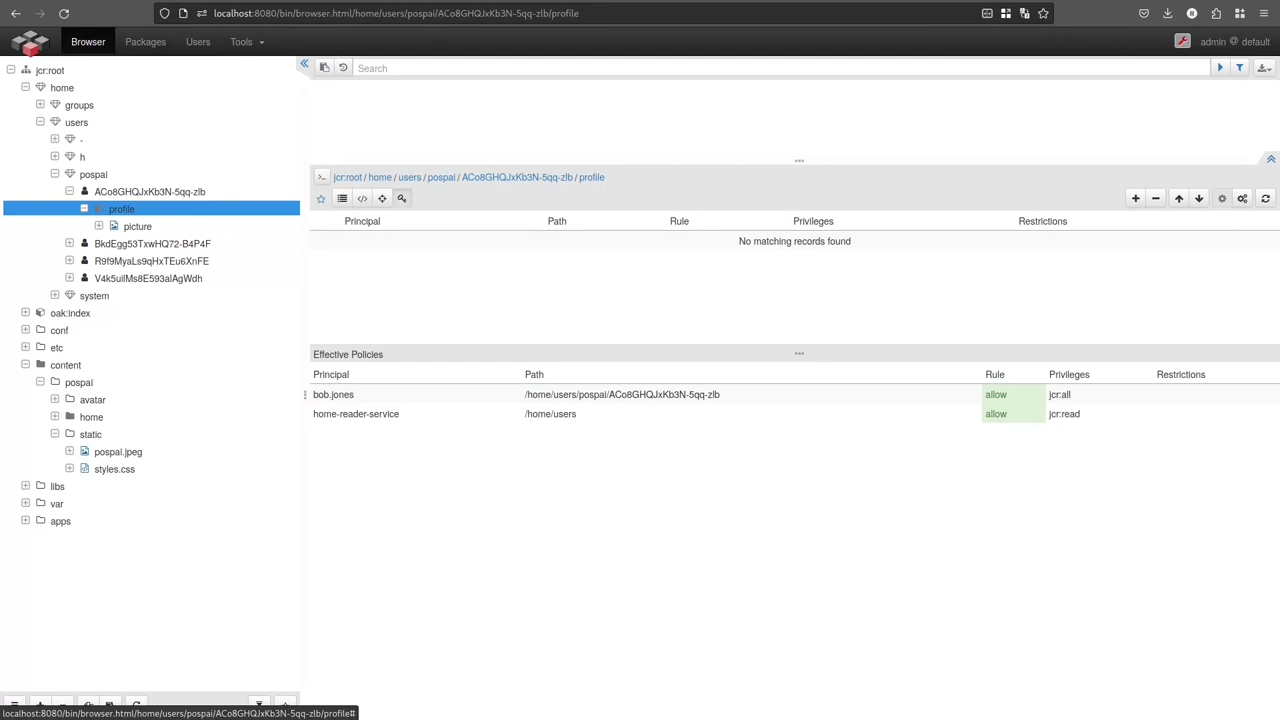 localhost:8080/bin/browser.html/home/users/pospai/ACo8GHQJxKb3N-5qq-zlb/profile
Browser Packages Users Tools
admin @ default
jcr:root
home
groups
users
-
h
pospai
ACo8GHQJxKb3N-5qq-zlb
profile
picture
BkdEgg53TxwHQ72-B4P4F
R9f9MyaLs9qHxTEu6XnFE
V4k5uilMs8E593alAgWdh
system
oak:index
conf
etc
content
pospai
avatar
home
static
pospai.jpeg
styles.css
libs
var
apps
Search
jcr:root / home / users / pospai / ACo8GHQJxKb3N-5qq-zlb / profile
Principal Path Rule Privileges Restrictions
No matching records found
Effective Policies
Principal Path Rule Privileges Restrictions
bob.jones /home/users/pospai/ACo8GHQJxKb3N-5qq-zlb allow jcr:all
home-reader-service /home/users allow jcr:read
localhost:8080/bin/browser.html/home/users/pospai/ACo8GHQJxKb3N-5qq-zlb/profile#